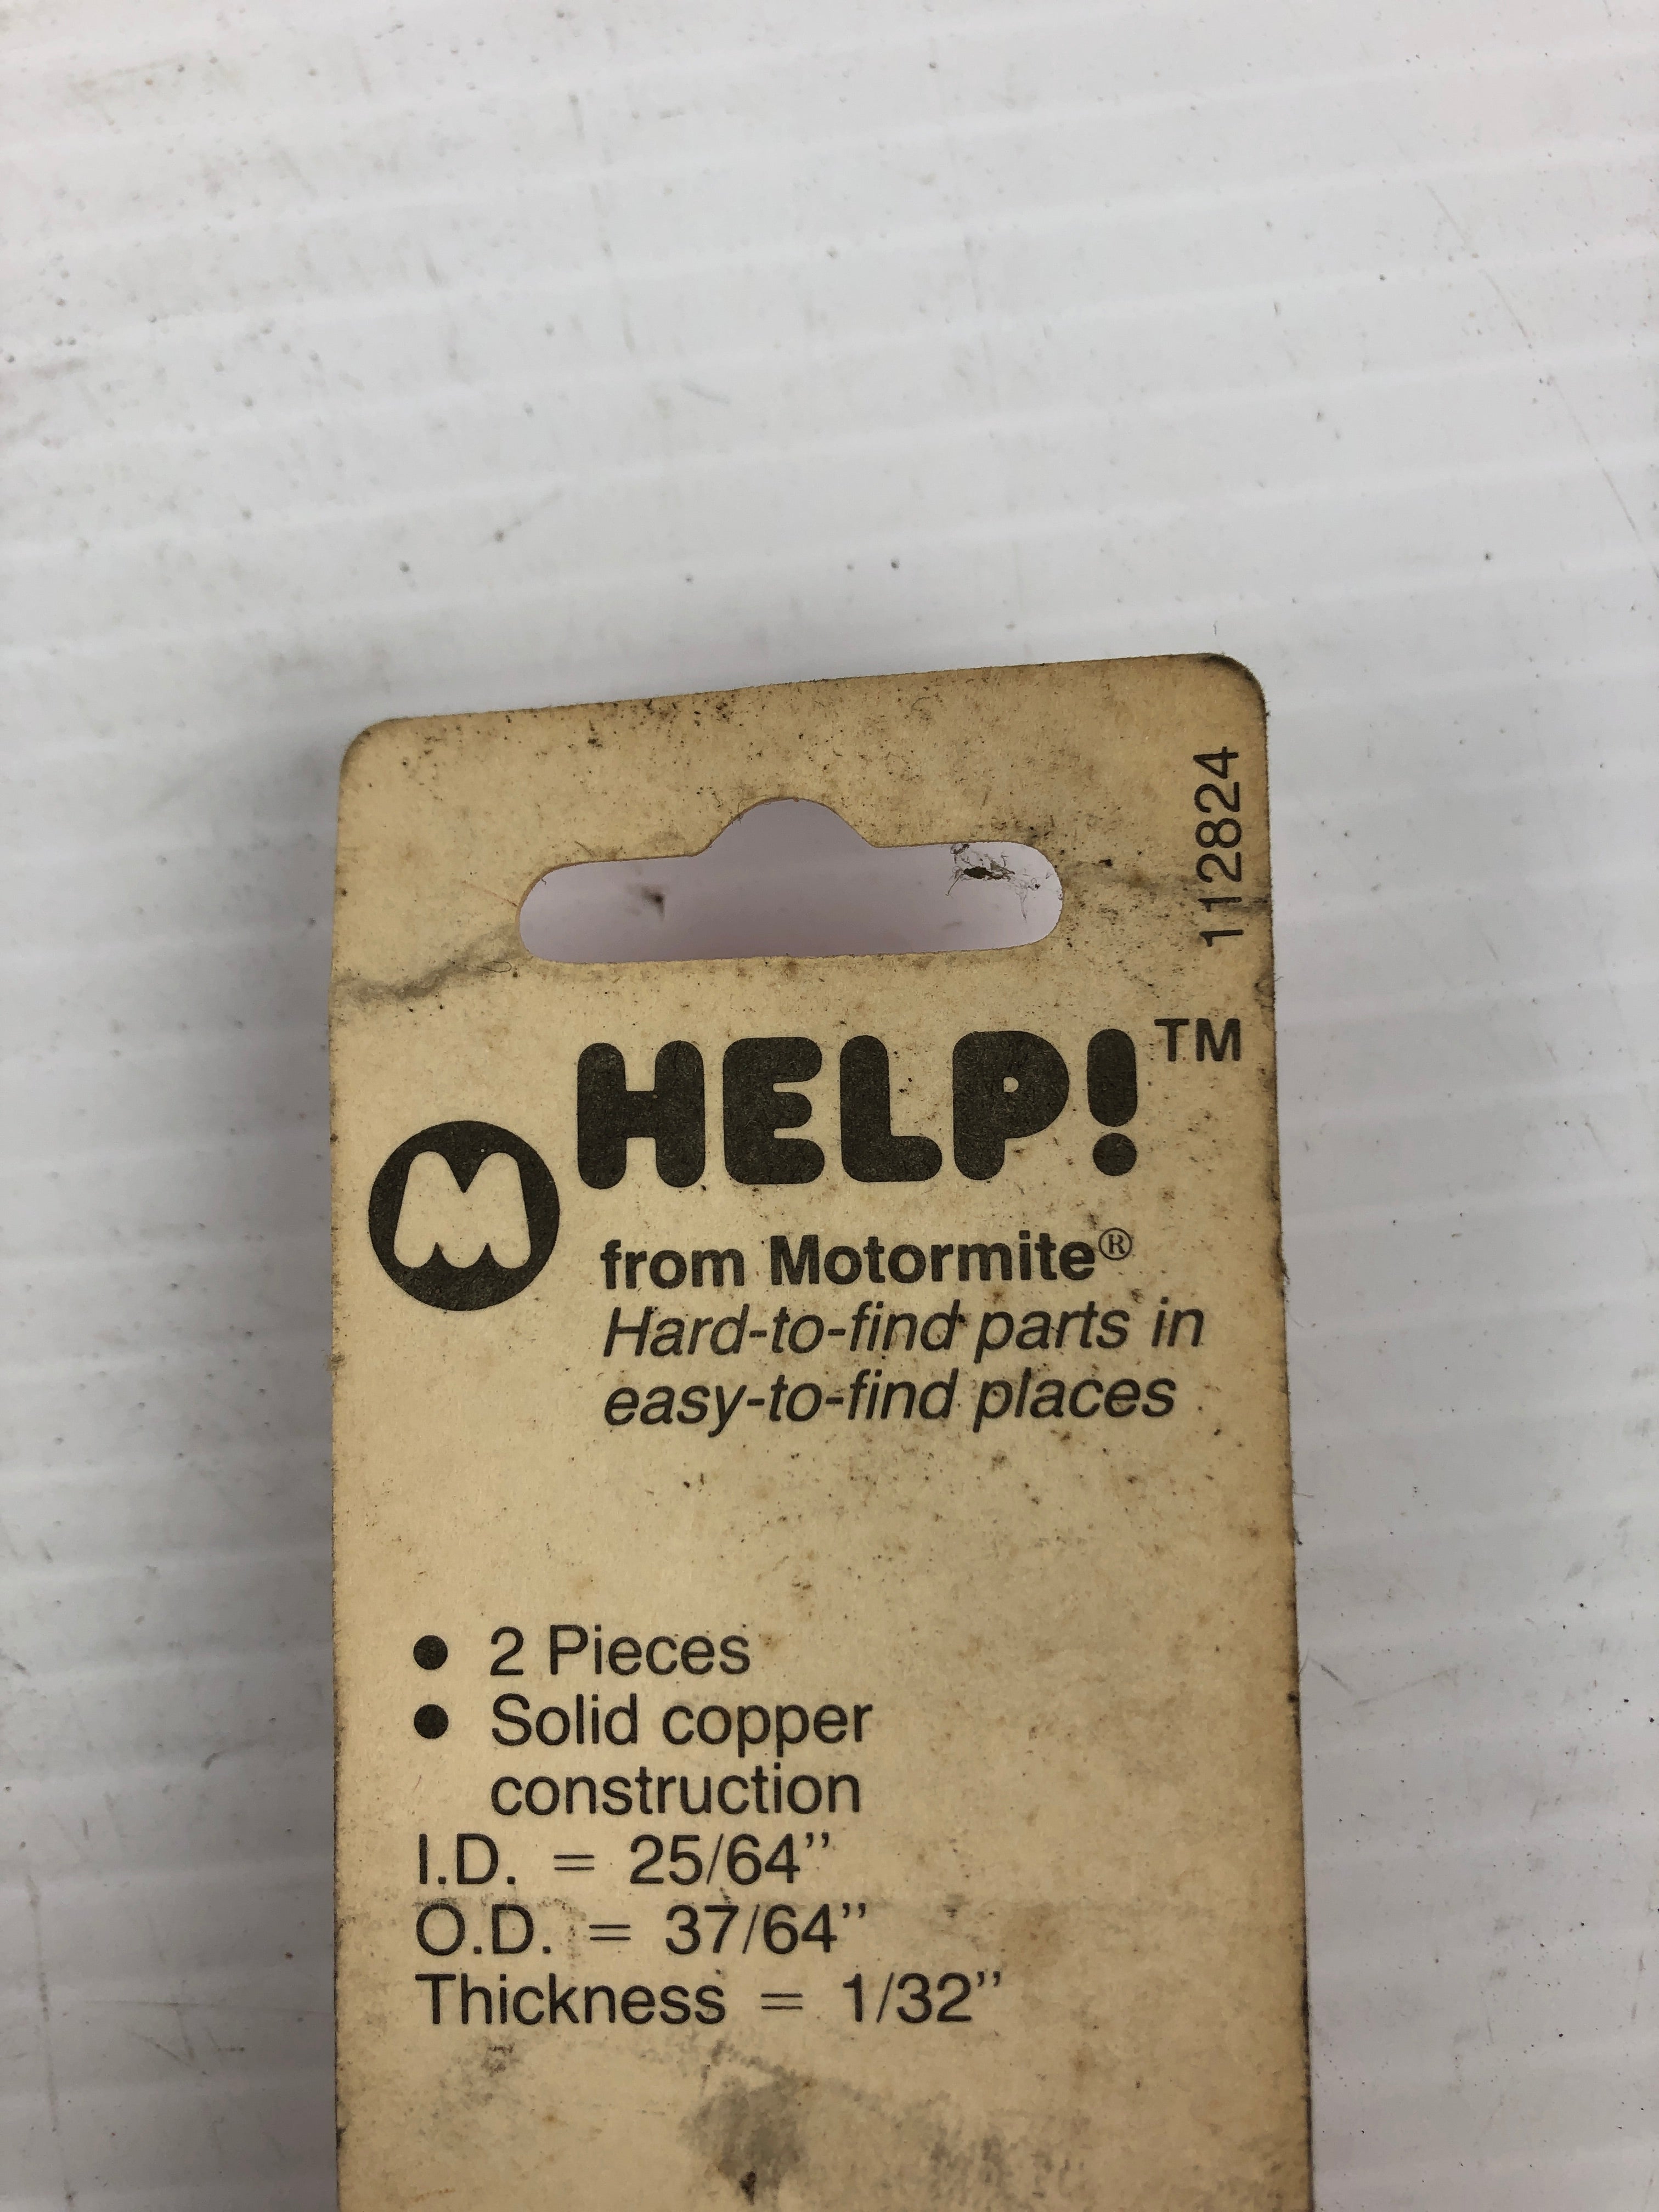 112824
HELP!™
M
from Motormite®
Hard-to-find parts in
easy-to-find places
● 2 Pieces
● Solid copper
construction
I.D. = 25/64”
O.D. = 37/64”
Thickness = 1/32”